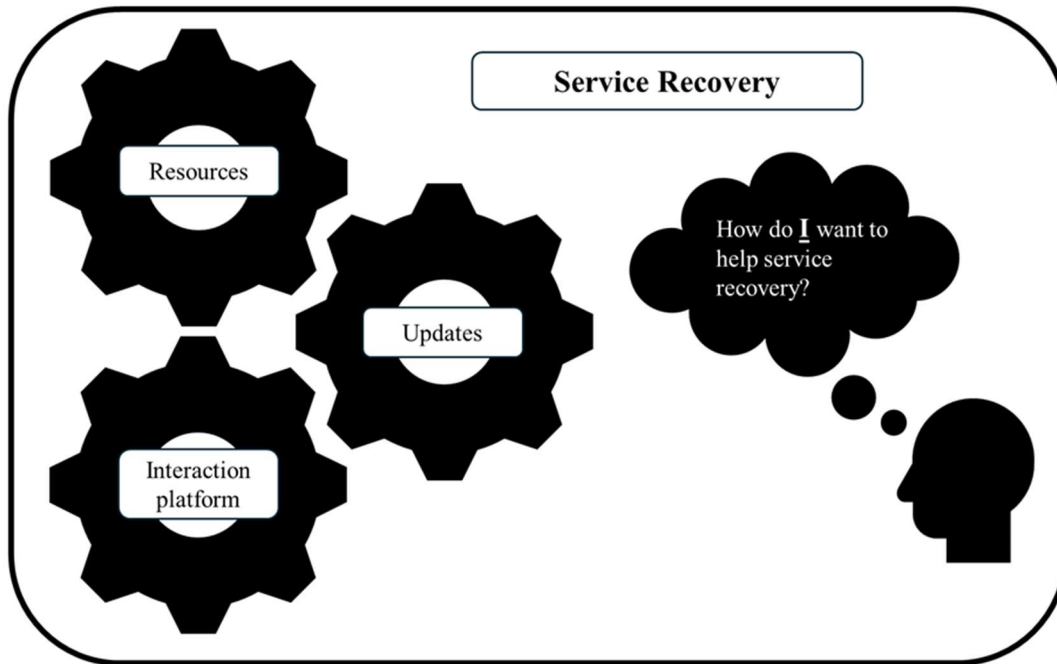 Service Recovery
Resources
Updates
Interaction
platform
How do I want to
help service
recovery?